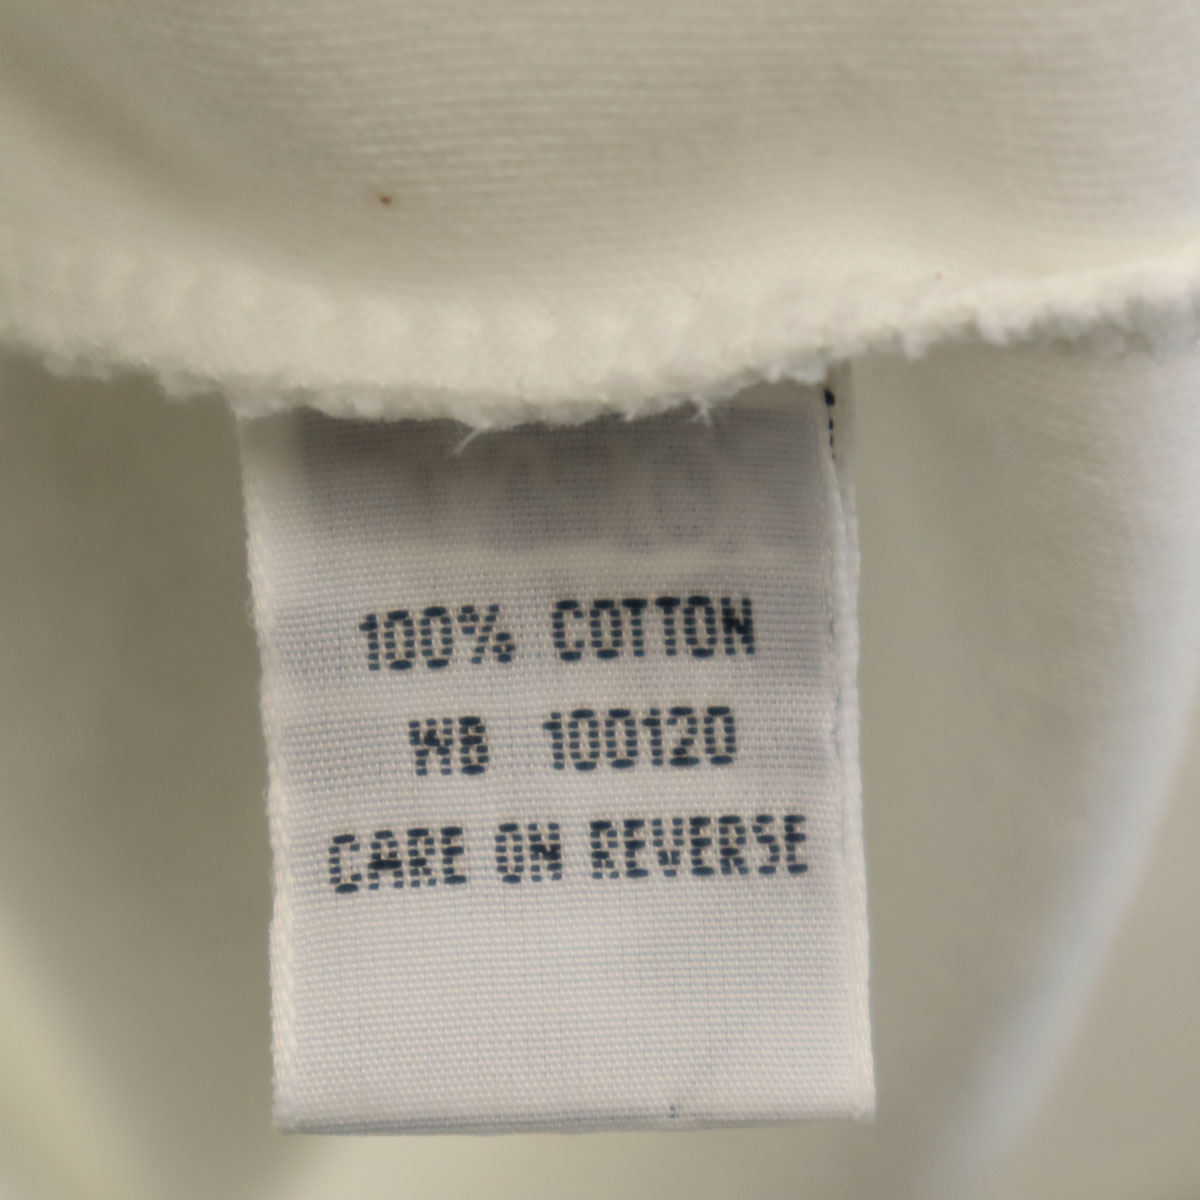 100% COTTON
WB 100120
CARE ON REVERSE